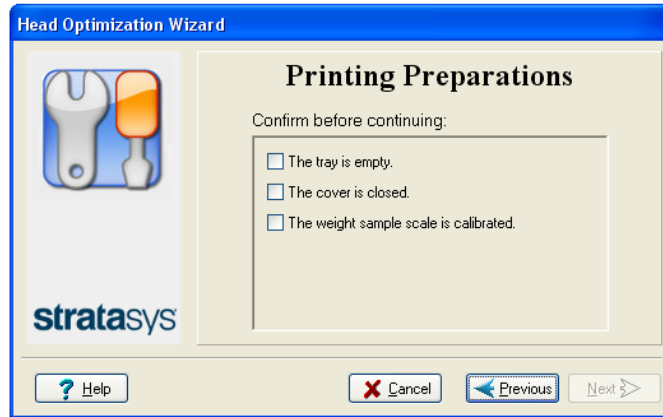 Head Optimization Wizard
Printing Preparations
Confirm before continuing:
The tray is empty.
The cover is closed.
The weight sample scale is calibrated.
stratasys
? Help
Cancel
Previous
Next